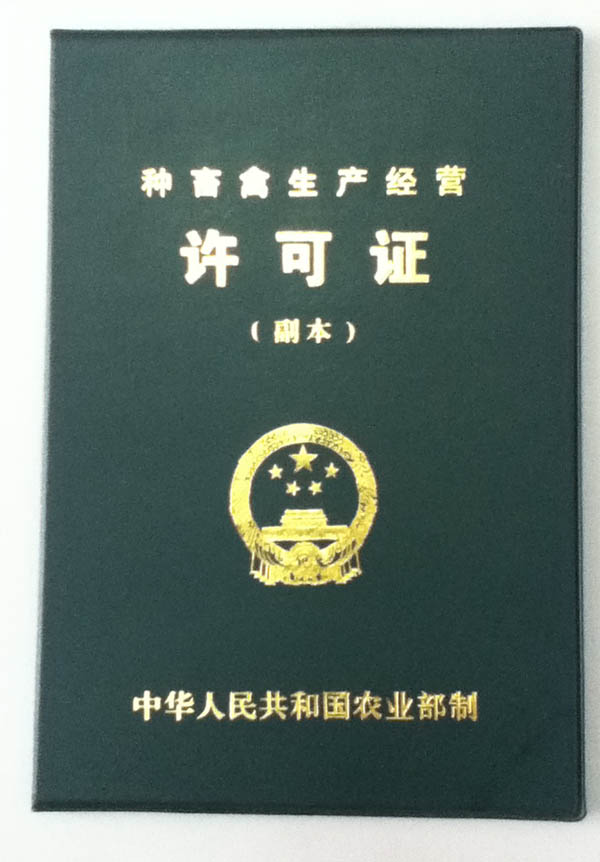 种畜禽生产经营
许可证
（副本）
中华人民共和国农业部制